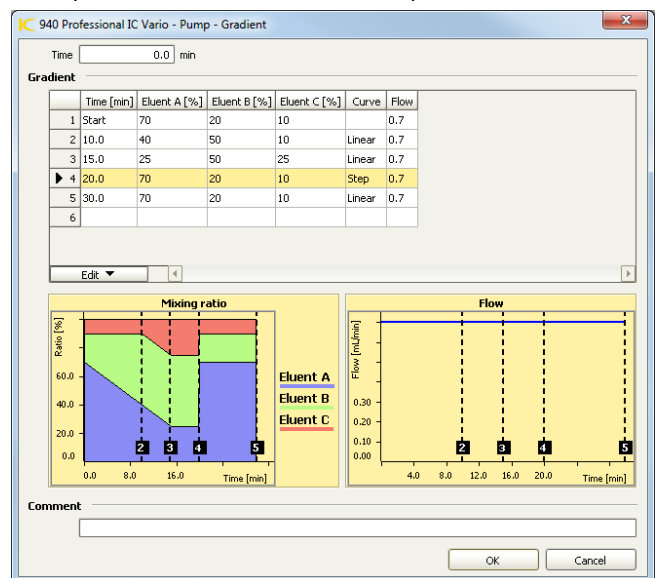 IC 940 Professional IC Vario - Pump - Gradient
Time 0.0 min
Gradient
Time [min] Eluent A [%] Eluent B [%] Eluent C [%] Curve Flow
1 Start 70 20 10 0.7
2 10.0 40 50 10 Linear 0.7
3 15.0 25 50 25 Linear 0.7
4 20.0 70 20 10 Step 0.7
5 30.0 70 20 10 Linear 0.7
6
Edit
Mixing ratio
Ratio [%]
60.0
40.0
20.0
0.0
2 3 4 5
0.0 8.0 16.0 Time [min]
Eluent A
Eluent B
Eluent C
Flow
Flow [mL/min]
0.30
0.20
0.10
0.00
2 3 4 5
4.0 8.0 12.0 16.0 20.0 Time [min]
Comment
OK Cancel